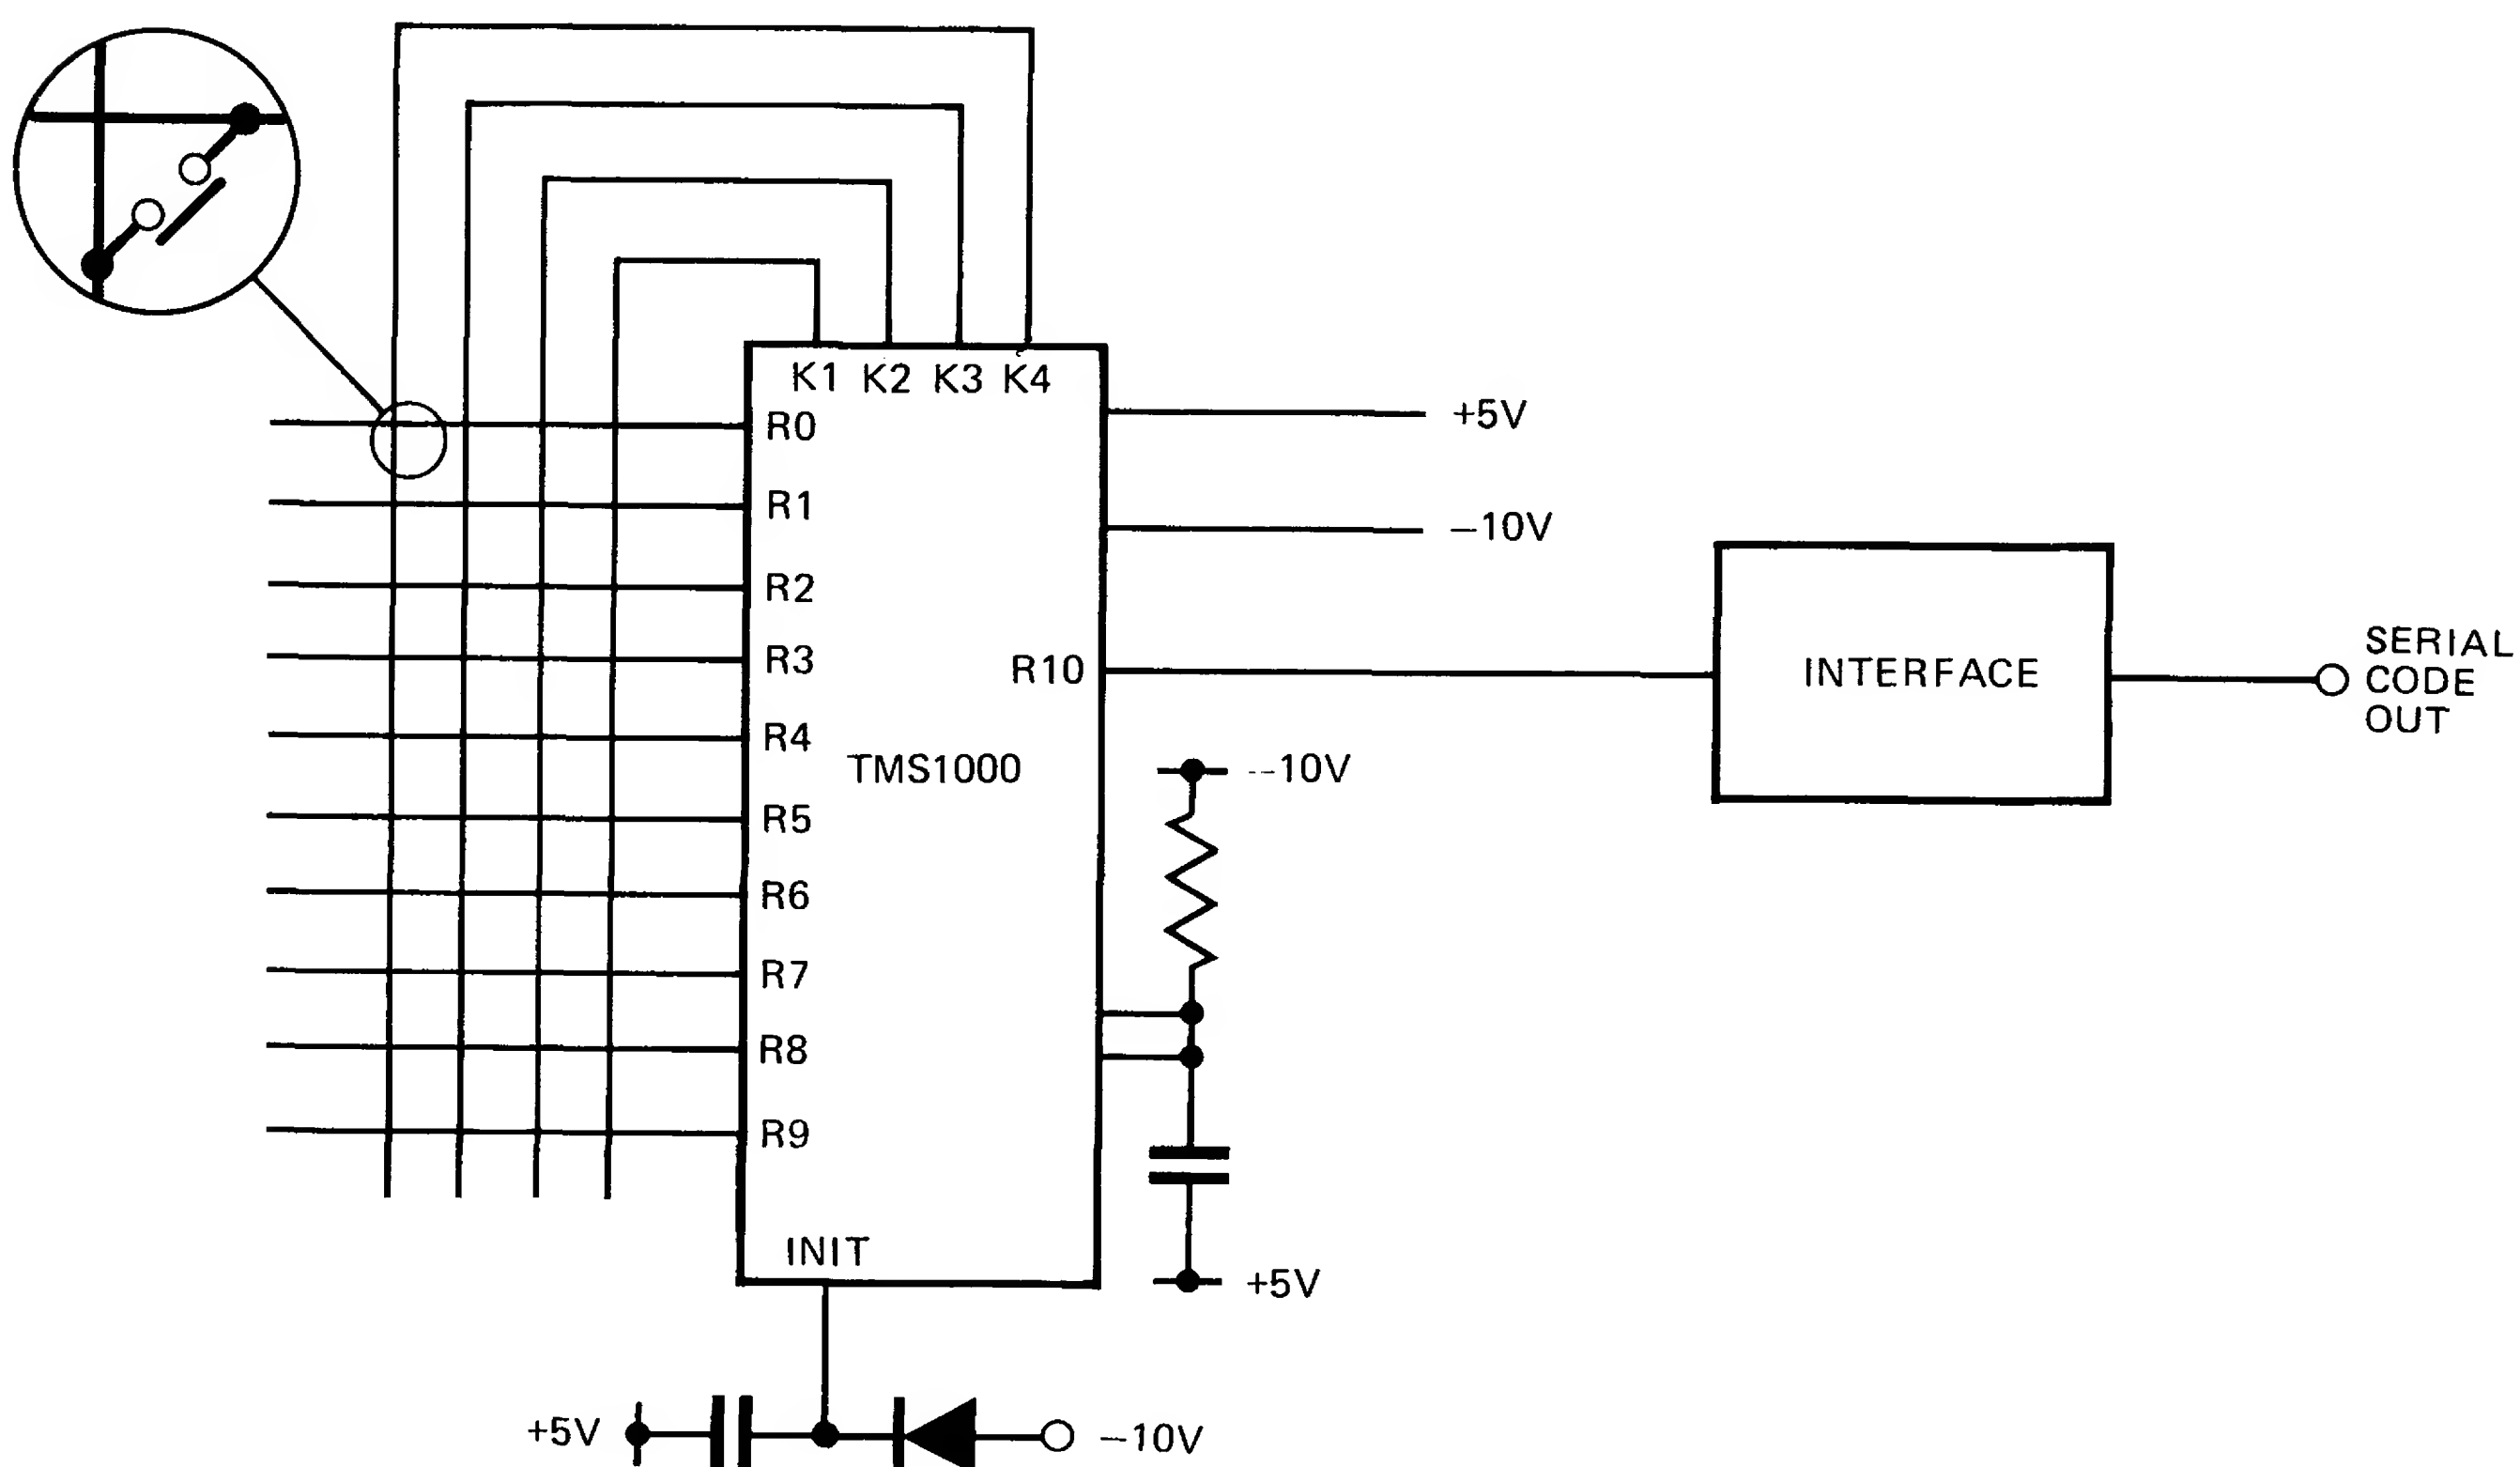 K1 K2 K3 K4
R0
R1
R2
R3
R4
R5
R6
R7
R8
R9
R10
TMS1000
INIT
+5V
−10V
INTERFACE
SERIAL
CODE
OUT
−10V
+5V
+5V
−10V